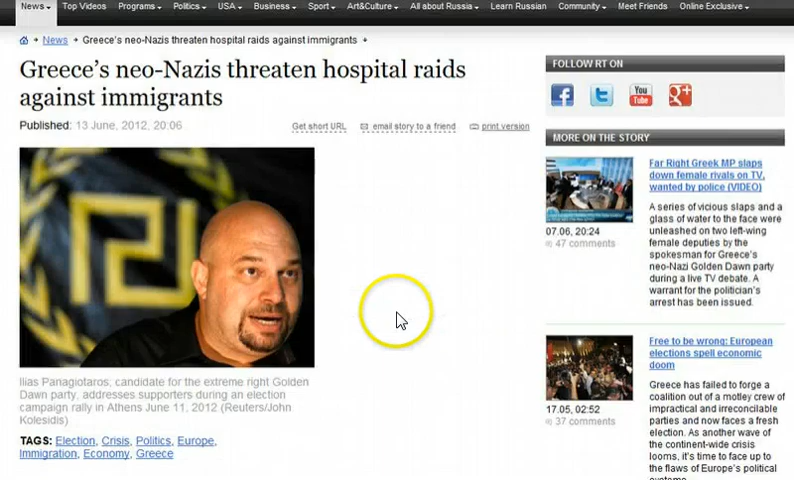 News Top Videos Programs Politics USA Business Sport Art&Culture All about Russia Learn Russian Community Meet Friends Online Exclusive
News Greece's neo-Nazis threaten hospital raids against immigrants
Greece's neo-Nazis threaten hospital raids
against immigrants
Published: 13 June, 2012, 20:06
Get short URL email story to a friend print version
Ilias Panagiotaros, candidate for the extreme right Golden
Dawn party, addresses supporters during an election
campaign rally in Athens June 11, 2012 (Reuters/John
Kolesidis)
TAGS: Election, Crisis, Politics, Europe,
Immigration, Economy, Greece
FOLLOW RT ON
f t You Tube g+
MORE ON THE STORY
Far Right Greek MP slaps
down female rivals on TV,
wanted by police (VIDEO)
07.06, 20:24
47 comments
A series of vicious slaps and a
glass of water to the face were
unleashed on two left-wing
female deputies by the
spokesman for Greece's
neo-Nazi Golden Dawn party
during a live TV debate. A
warrant for the politician's
arrest has been issued.
Free to be wrong: European
elections spell economic
doom
17.05, 02:52
37 comments
Greece has failed to forge a
coalition out of a motley crew of
impractical and irreconcilable
parties and now faces a fresh
election. As another wave of
the continent-wide crisis
looms, it's time to face up to
the flaws of Europe's political